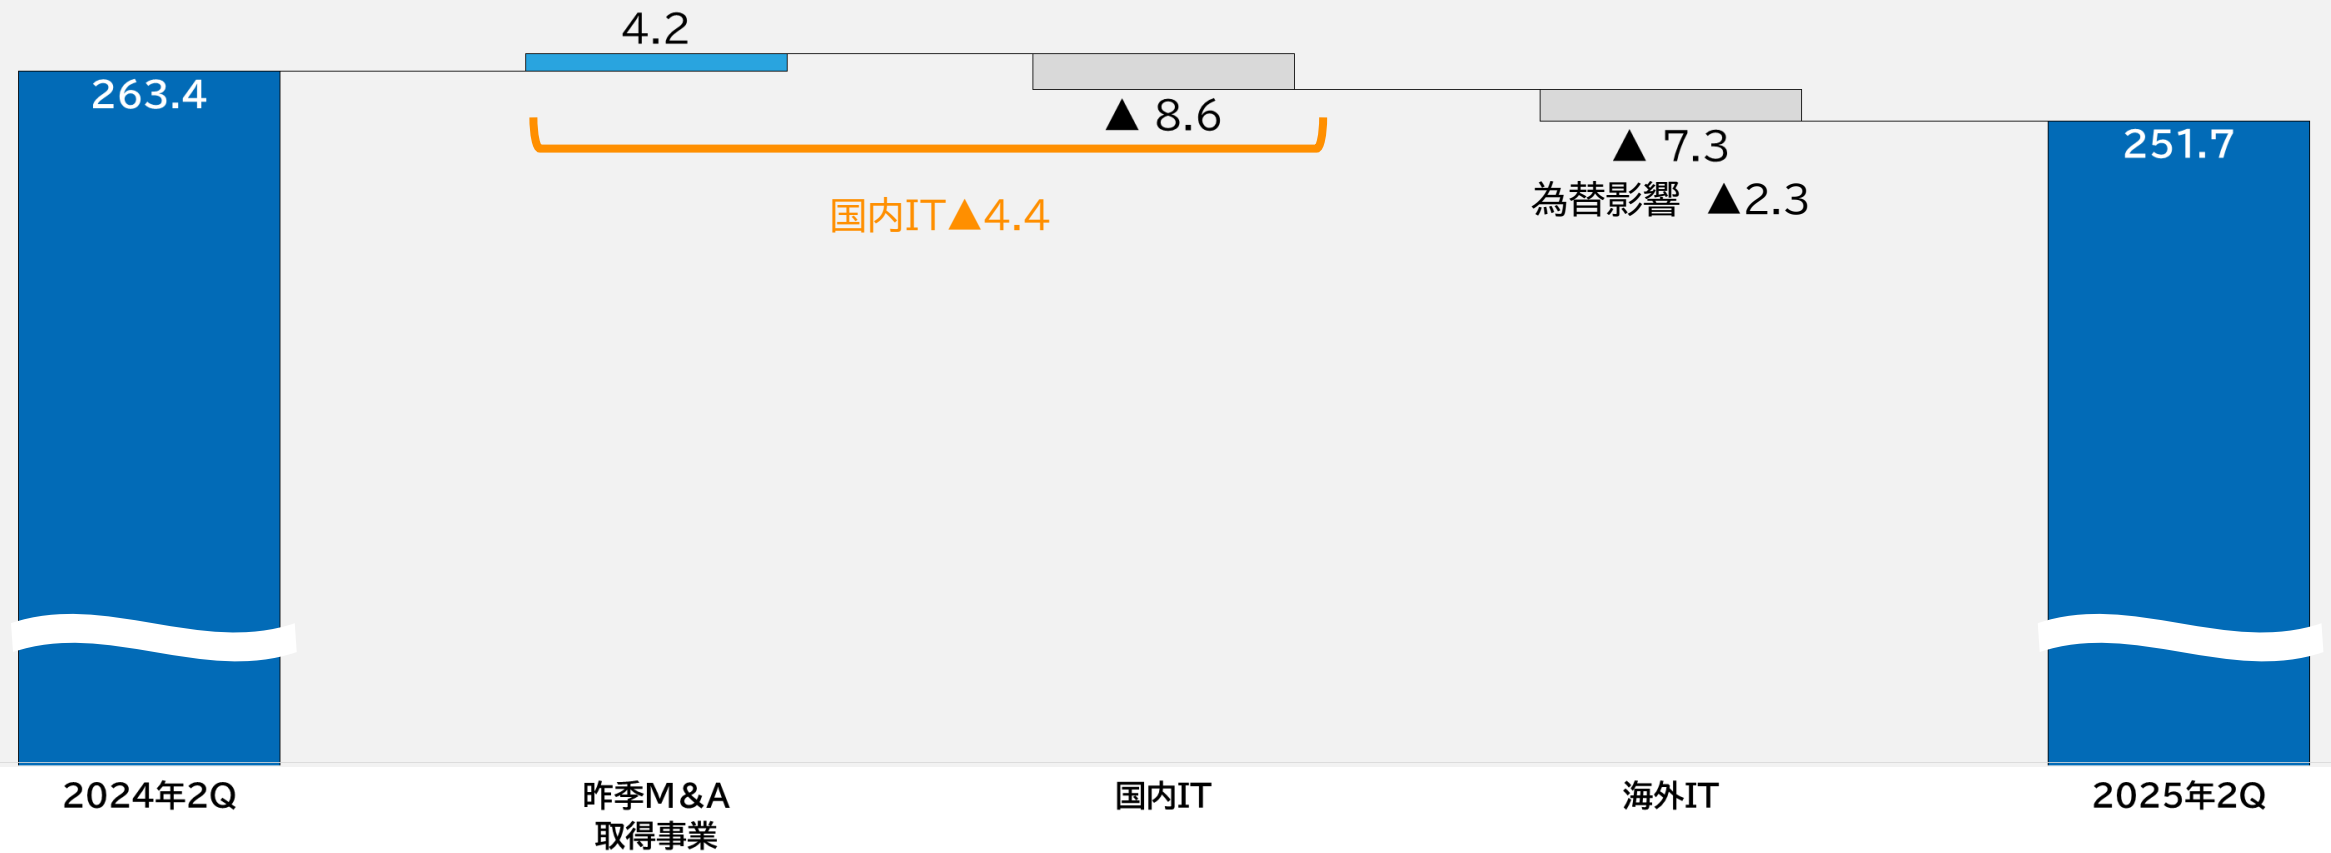 4.2
263.4
▲ 8.6
251.7
▲ 7.3
為替影響 ▲2.3
国内IT▲4.4
2024年2Q
昨季M&A
取得事業
国内IT
海外IT
2025年2Q